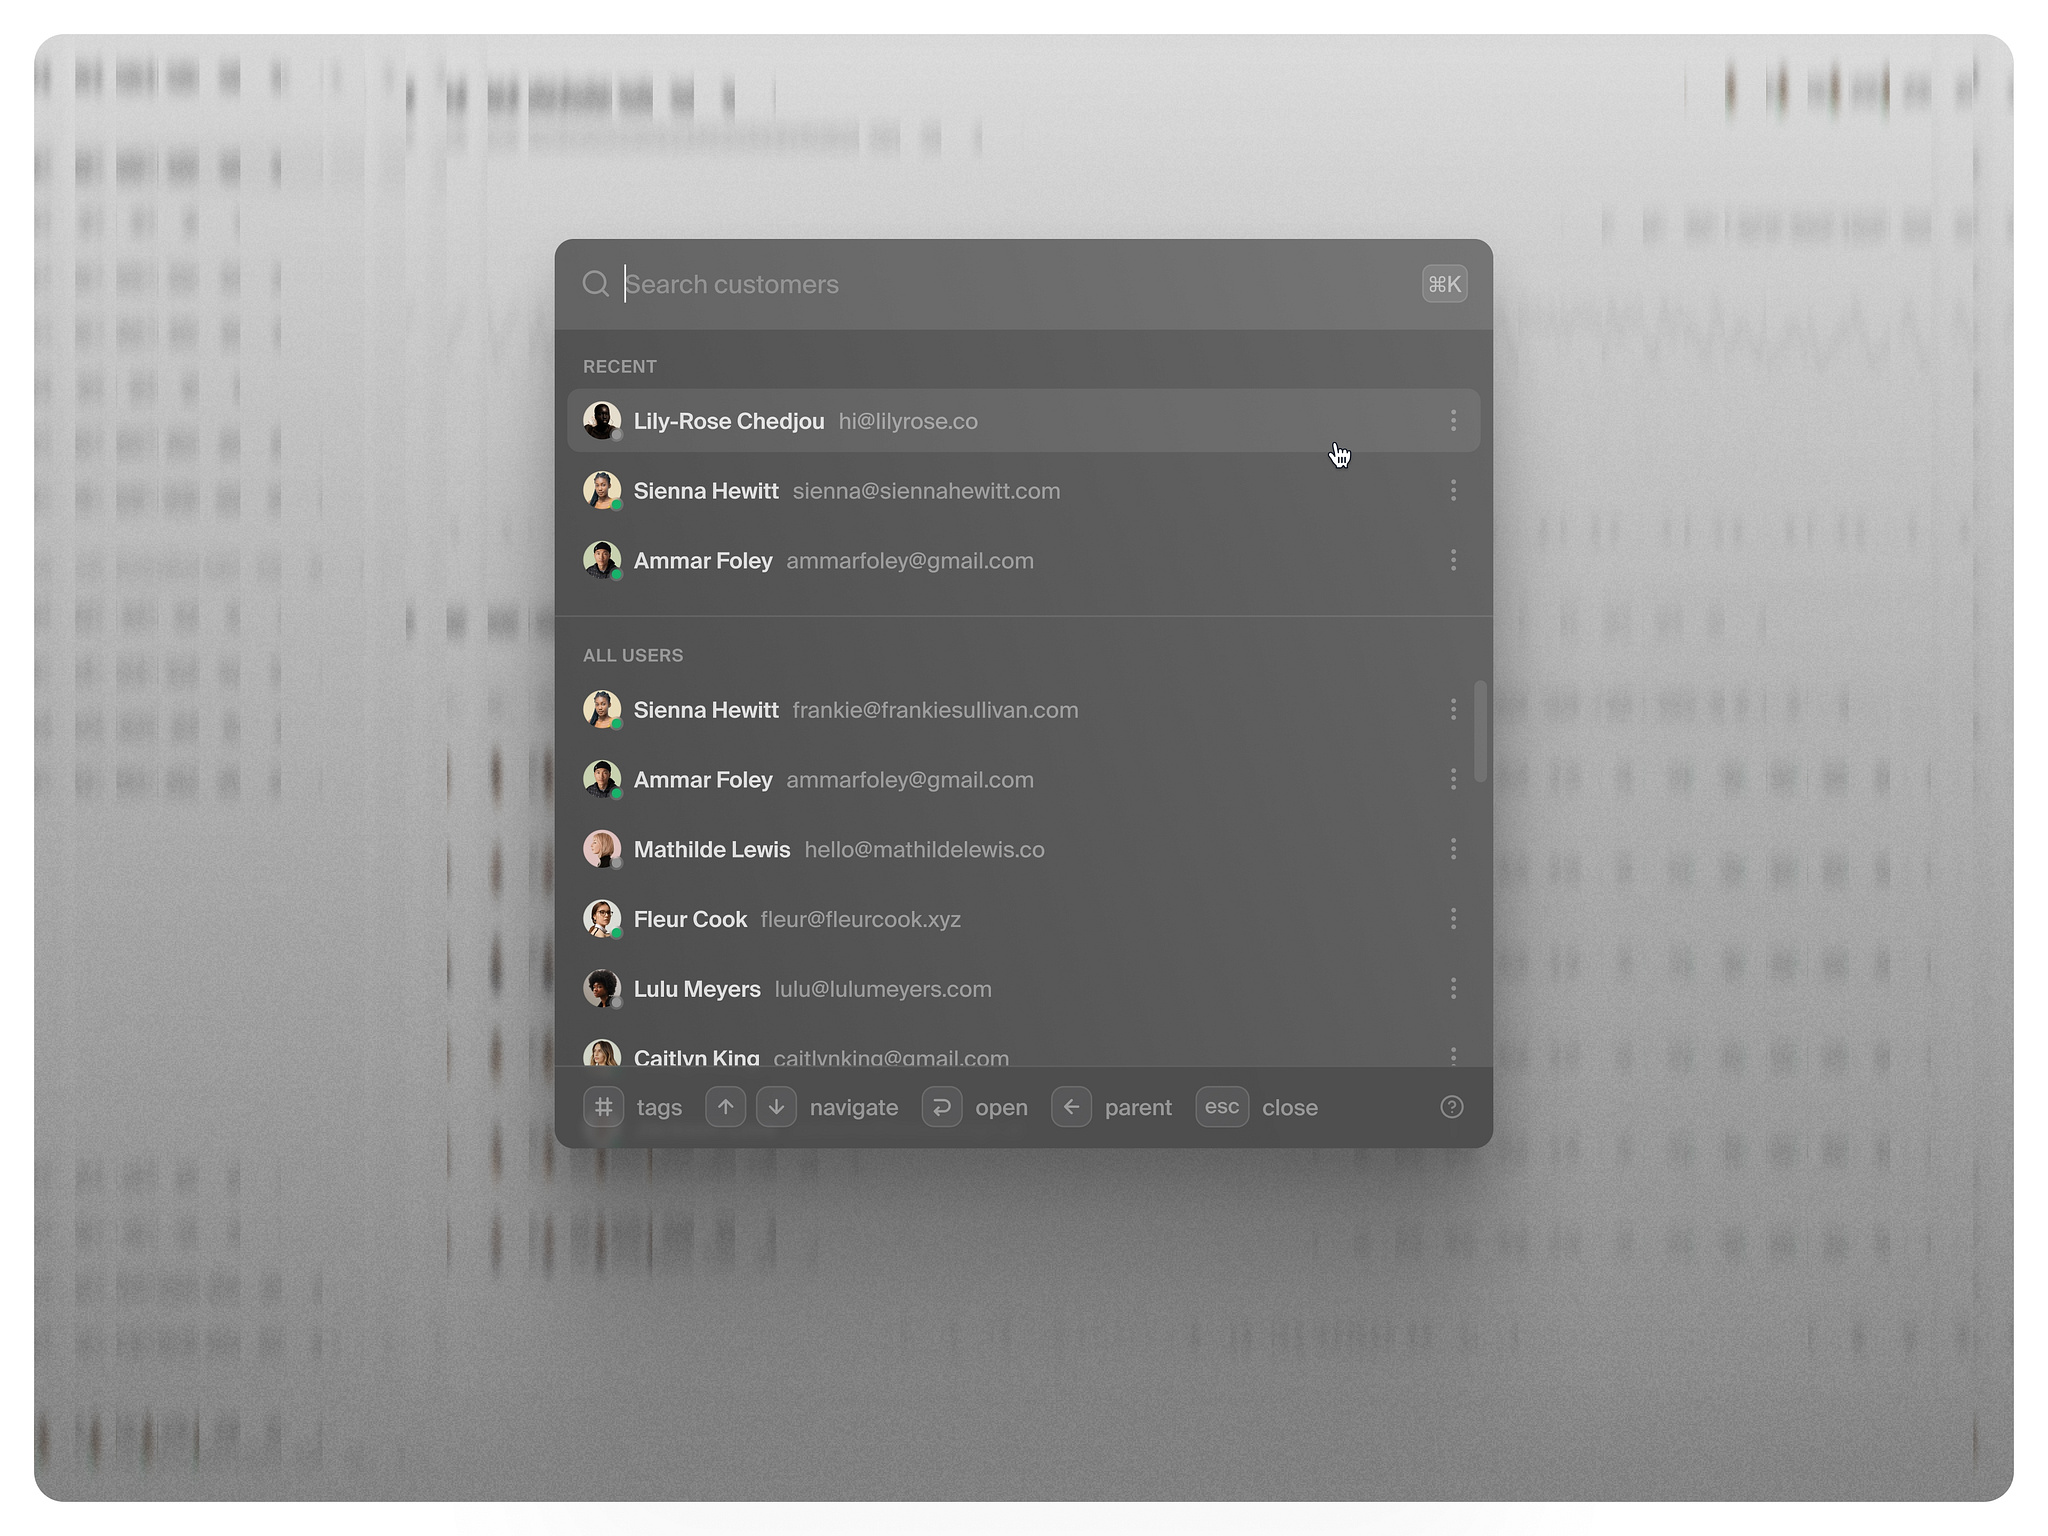 Search customers ⌘K
RECENT
Lily-Rose Chedjou hi@lilyrose.co
Sienna Hewitt sienna@siennahewitt.com
Ammar Foley ammarfoley@gmail.com
ALL USERS
Sienna Hewitt frankie@frankiesullivan.com
Ammar Foley ammarfoley@gmail.com
Mathilde Lewis hello@mathildelewis.co
Fleur Cook fleur@fleurcook.xyz
Lulu Meyers lulu@lulumeyers.com
Caitlyn King caitlynking@gmail.com
# tags ↑ ↓ navigate open ← parent esc close ?